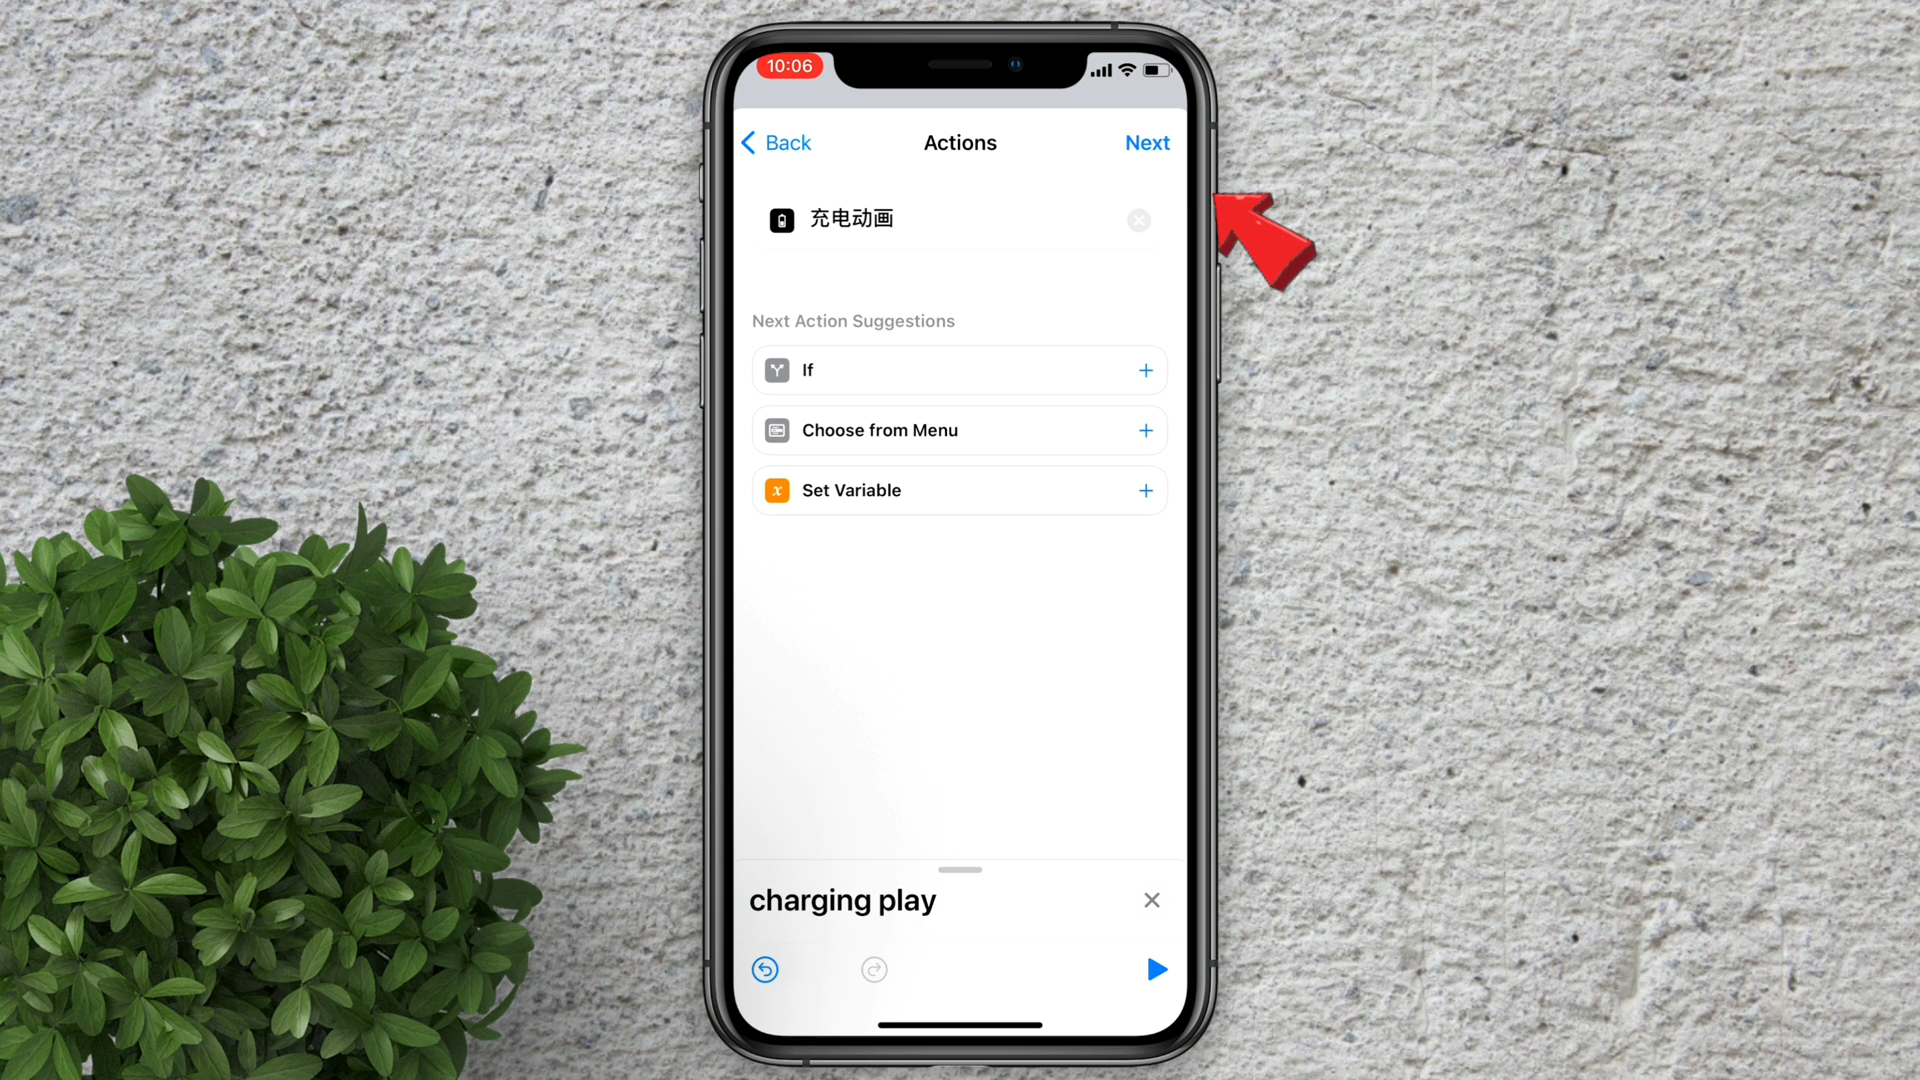 10:06
Back
Actions
Next
充电动画
Next Action Suggestions
If
Choose from Menu
x Set Variable
charging play